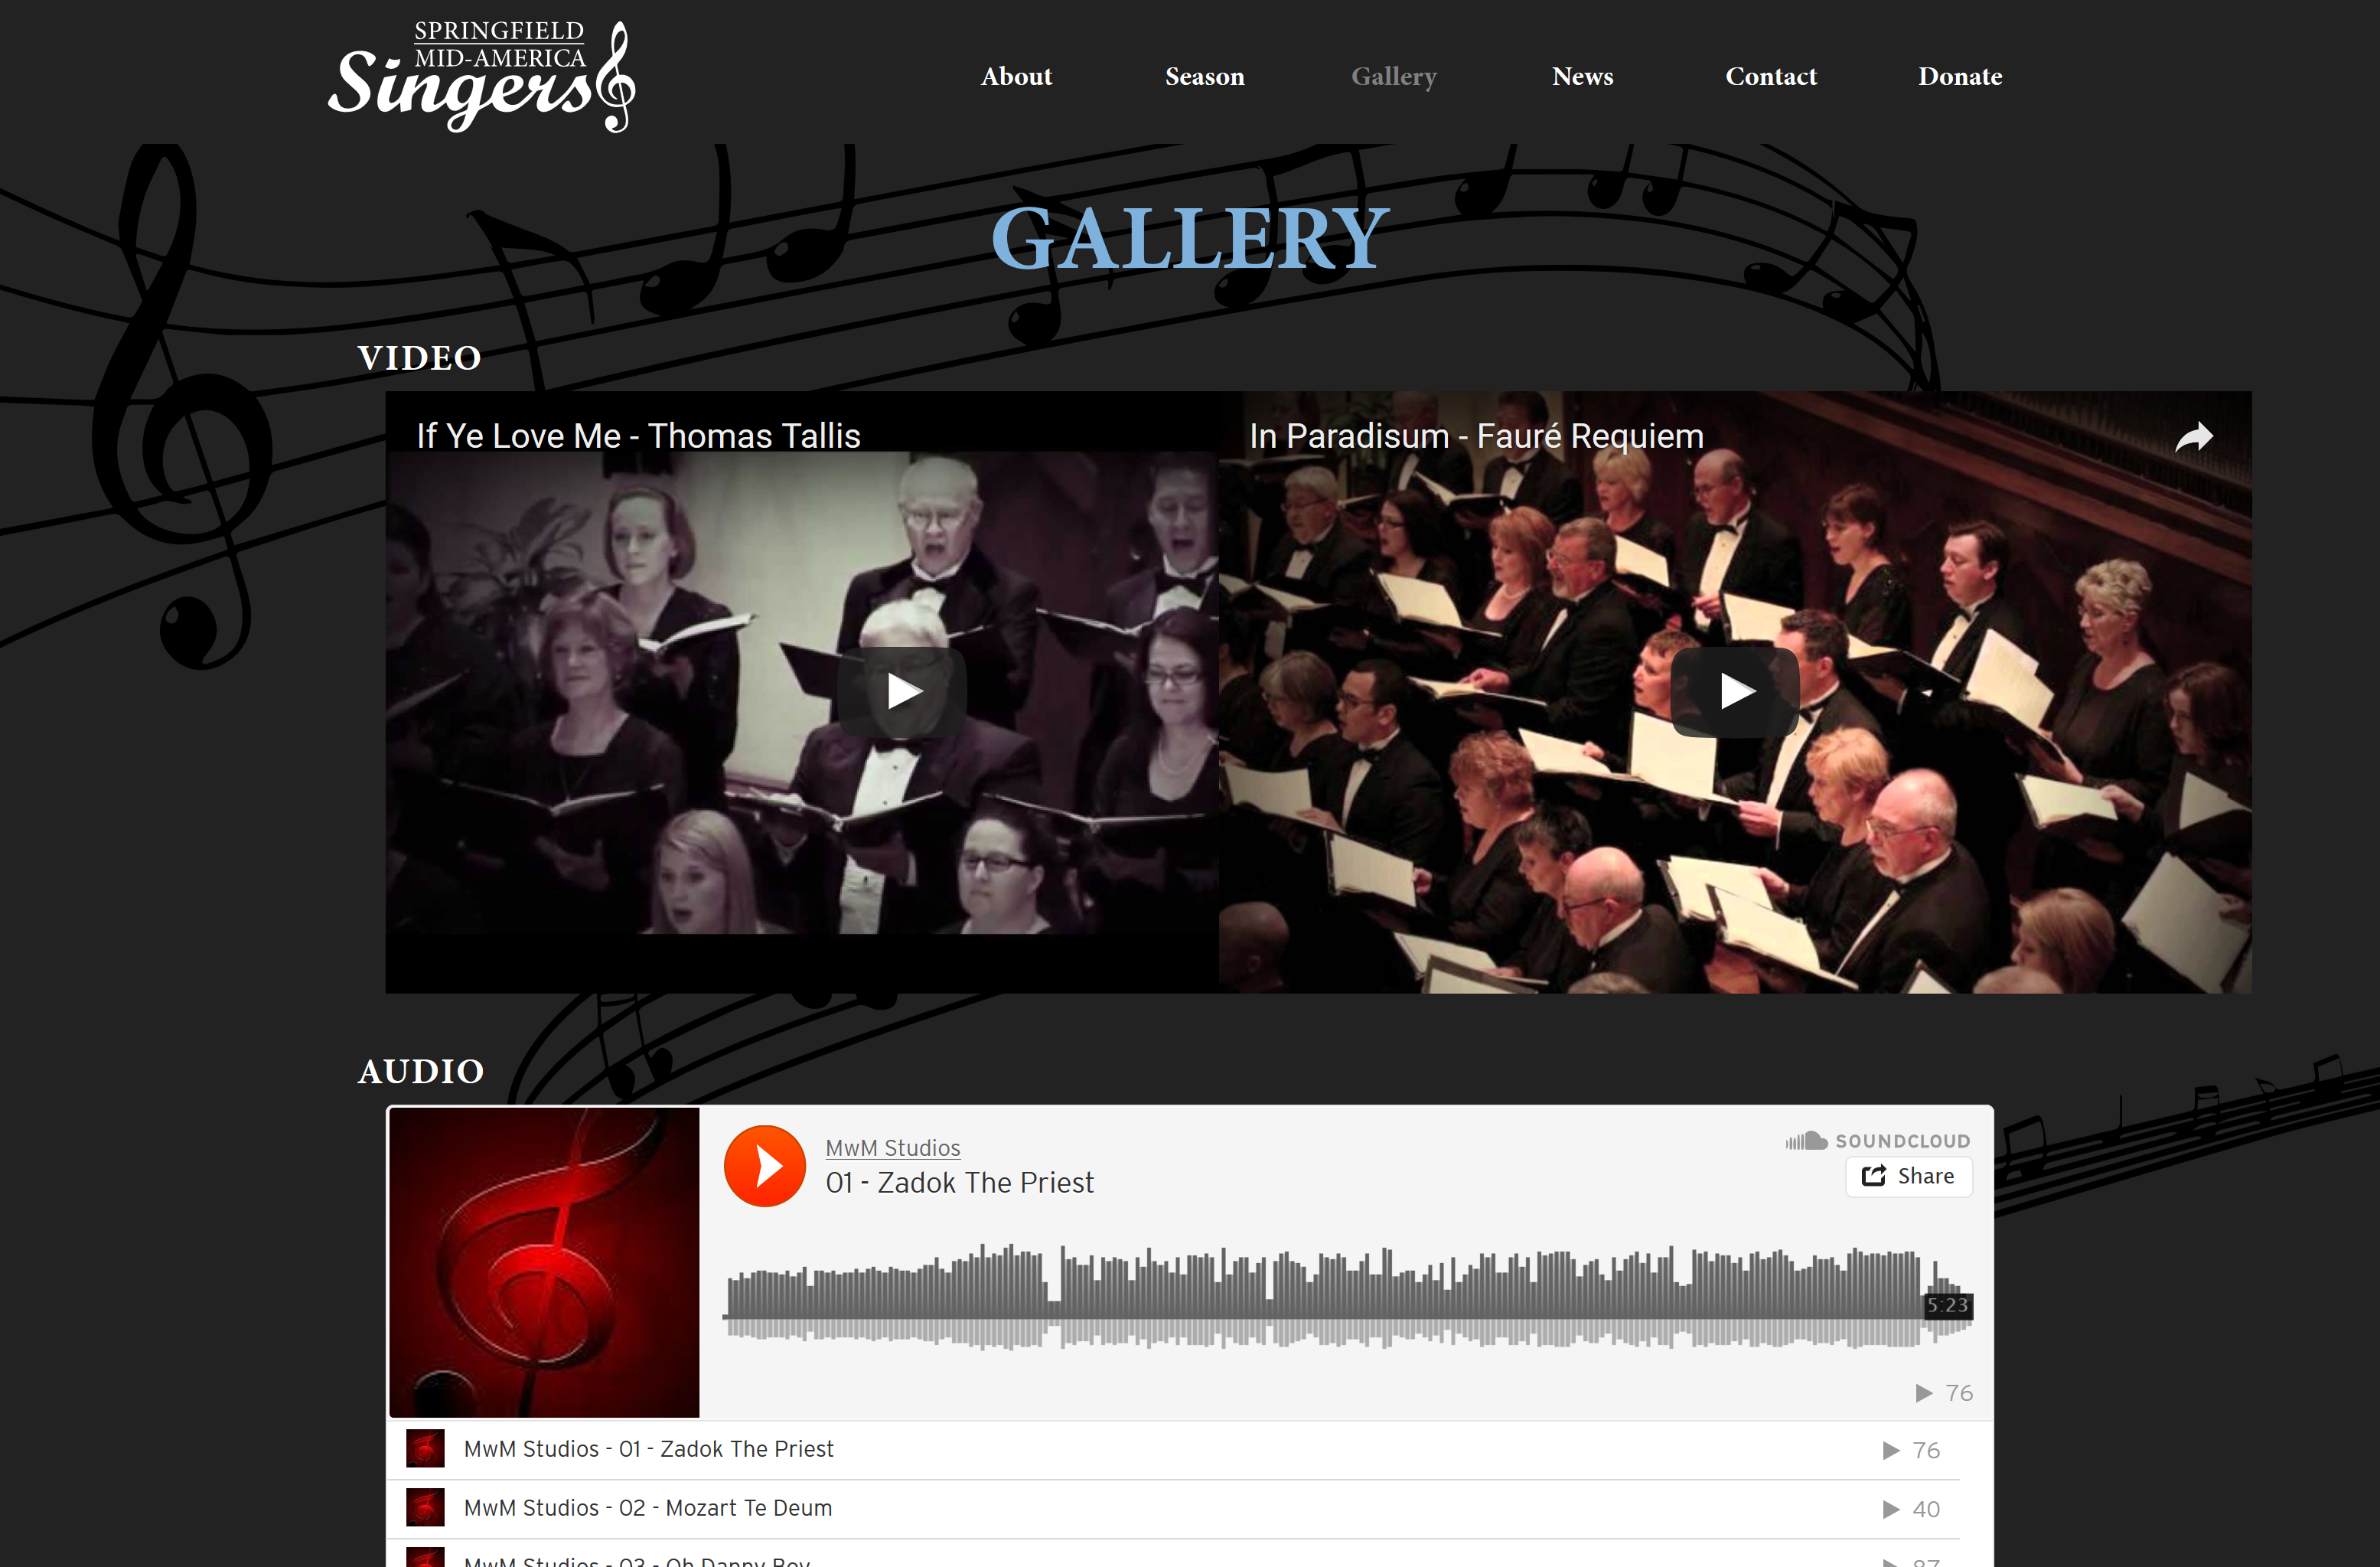 SPRINGFIELD
MID-AMERICA
Singers
About Season Gallery News Contact Donate
GALLERY
VIDEO
If Ye Love Me - Thomas Tallis
In Paradisum - Fauré Requiem
AUDIO
MwM Studios
01 - Zadok The Priest
SOUNDCLOUD
Share
5:23
76
MwM Studios - 01 - Zadok The Priest 76
MwM Studios - 02 - Mozart Te Deum 40
MwM Studios - 03 - Oh Danny Boy 87